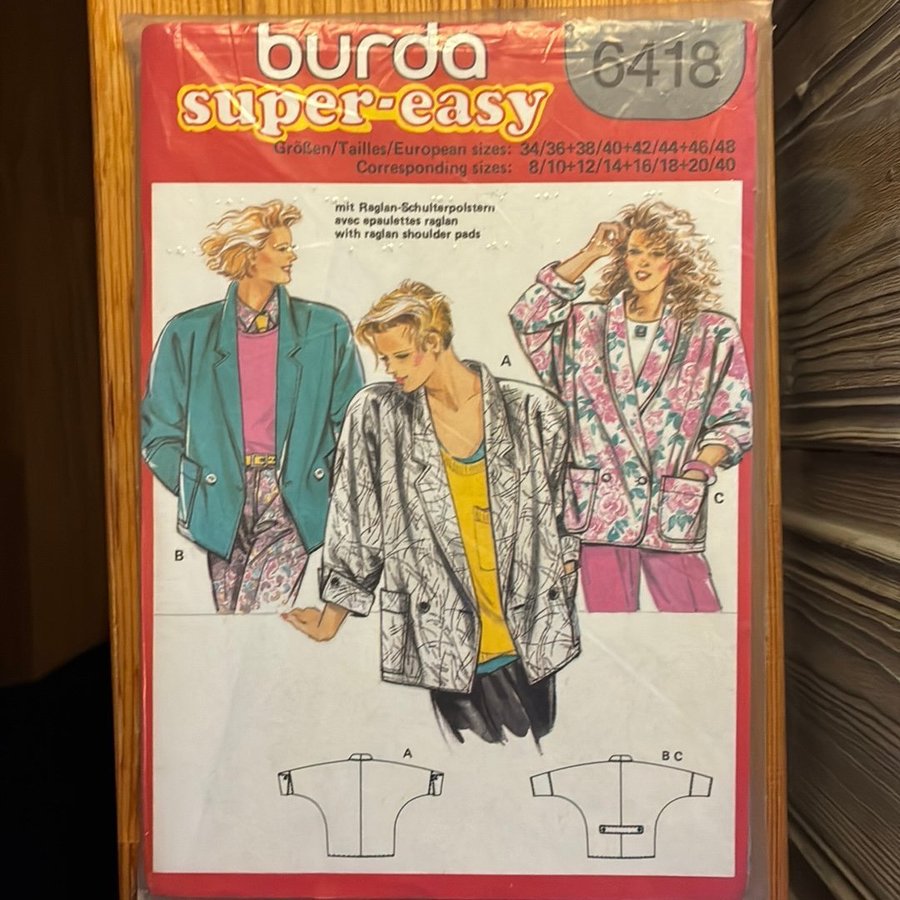 burda
6418
super-easy
Größen/Tailles/European sizes: 34/36+38/40+42/44+46/48
Corresponding sizes: 8/10+12/14+16/18+20/40
mit Raglan-Schulterpolstern
avec epaulettes raglan
with raglan shoulder pads
A
C
B
A
B C